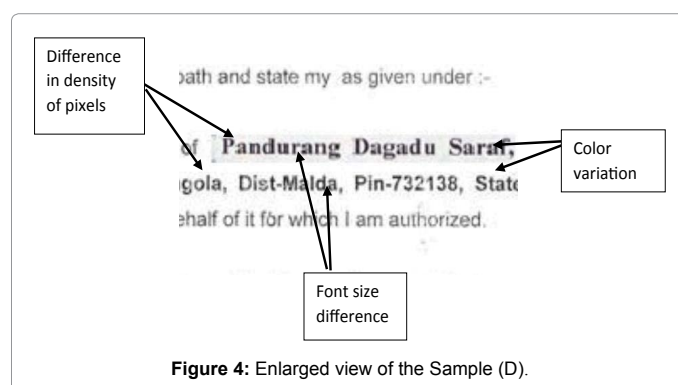 Difference
in density
of pixels
path and state my as given under :-
of Pandurang Dagadu Saraf,
gola, Dist-Malda, Pin-732138, State
ehalf of it for which I am authorized.
Color
variation
Font size
difference
Figure 4: Enlarged view of the Sample (D).